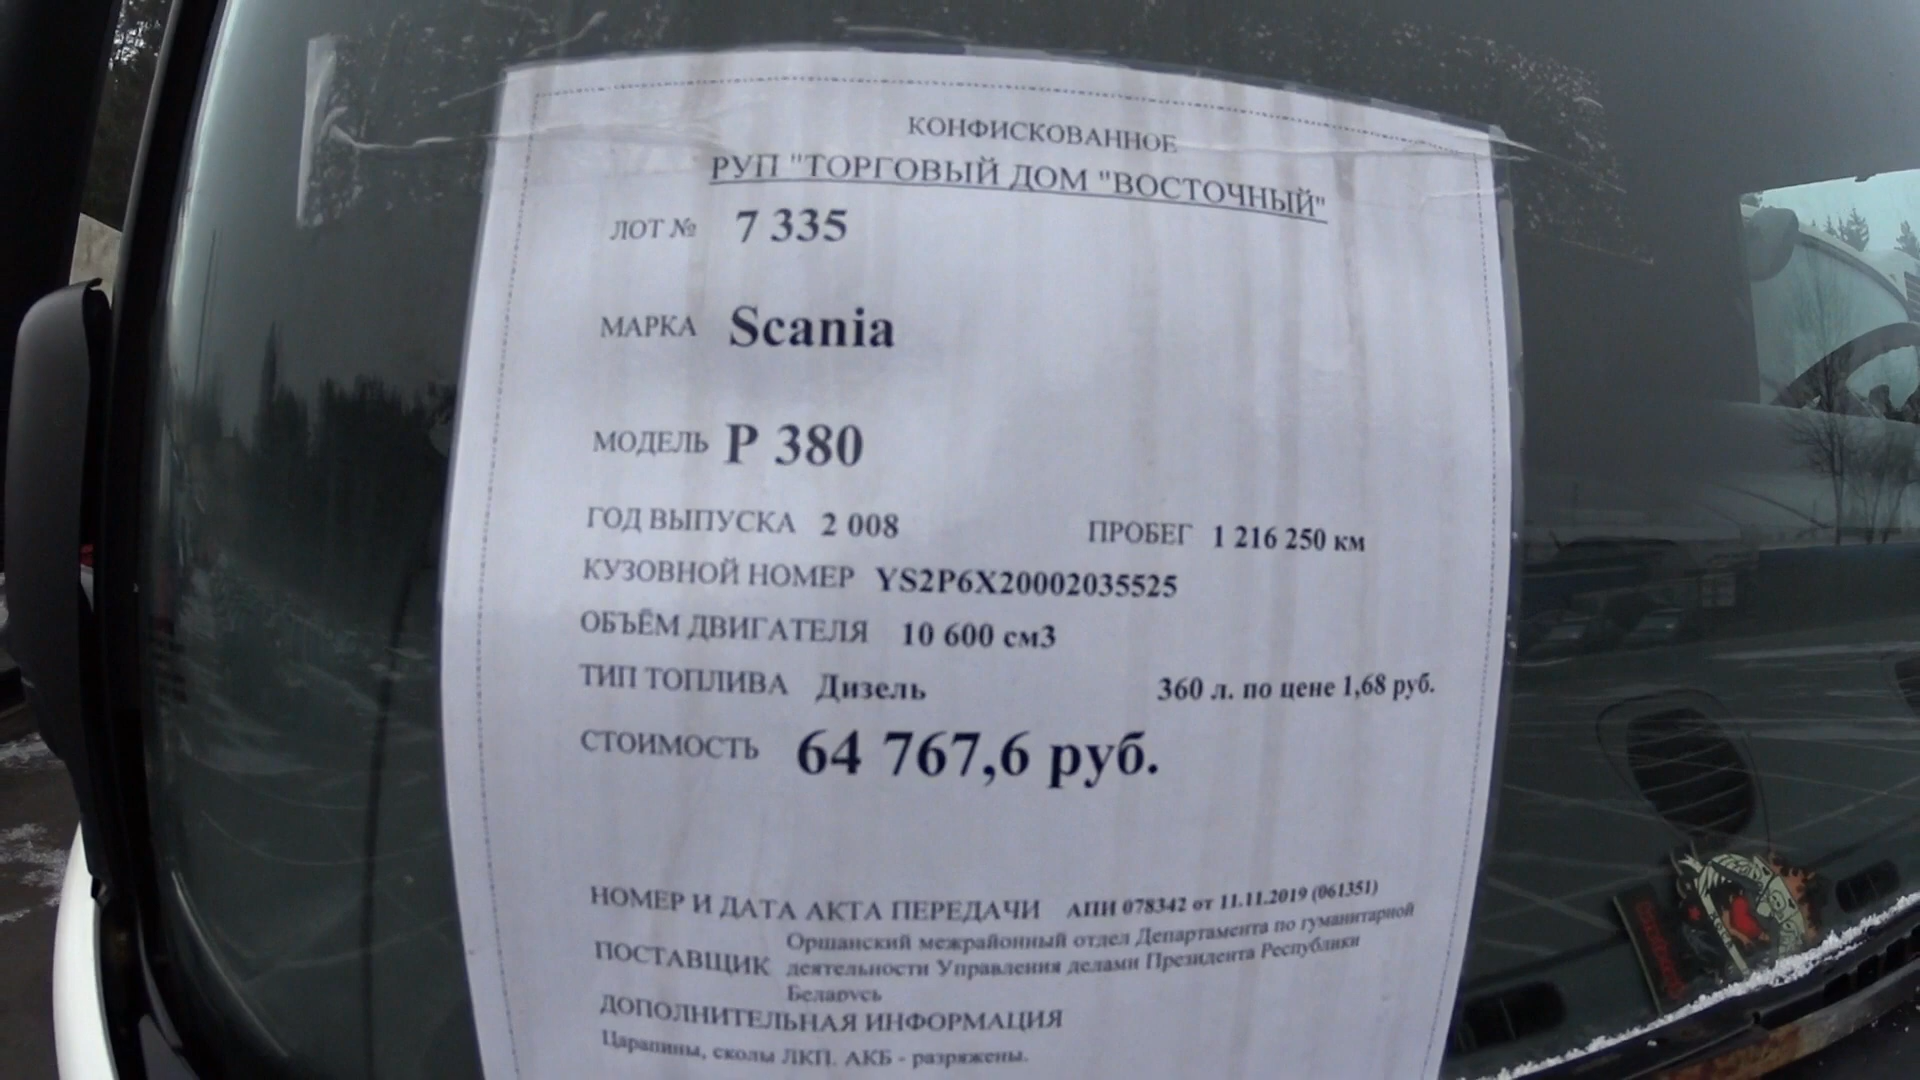 КОНФИСКОВАННОЕ
РУП "ТОРГОВЫЙ ДОМ "ВОСТОЧНЫЙ"
ЛОТ № 7 335
МАРКА Scania
МОДЕЛЬ P 380
ГОД ВЫПУСКА 2 008 ПРОБЕГ 1 216 250 км
КУЗОВНОЙ НОМЕР YS2P6X20002035525
ОБЪЁМ ДВИГАТЕЛЯ 10 600 см3
ТИП ТОПЛИВА Дизель 360 л. по цене 1,68 руб.
СТОИМОСТЬ 64 767,6 руб.
НОМЕР И ДАТА АКТА ПЕРЕДАЧИ АПИ 078342 от 11.11.2019 (061351)
ПОСТАВЩИК Оршанский межрайонный отдел Департамента по гуманитарной
деятельности Управления делами Президента Республики
Беларусь
ДОПОЛНИТЕЛЬНАЯ ИНФОРМАЦИЯ
Царапины, сколы ЛКП. АКБ - разряжены.